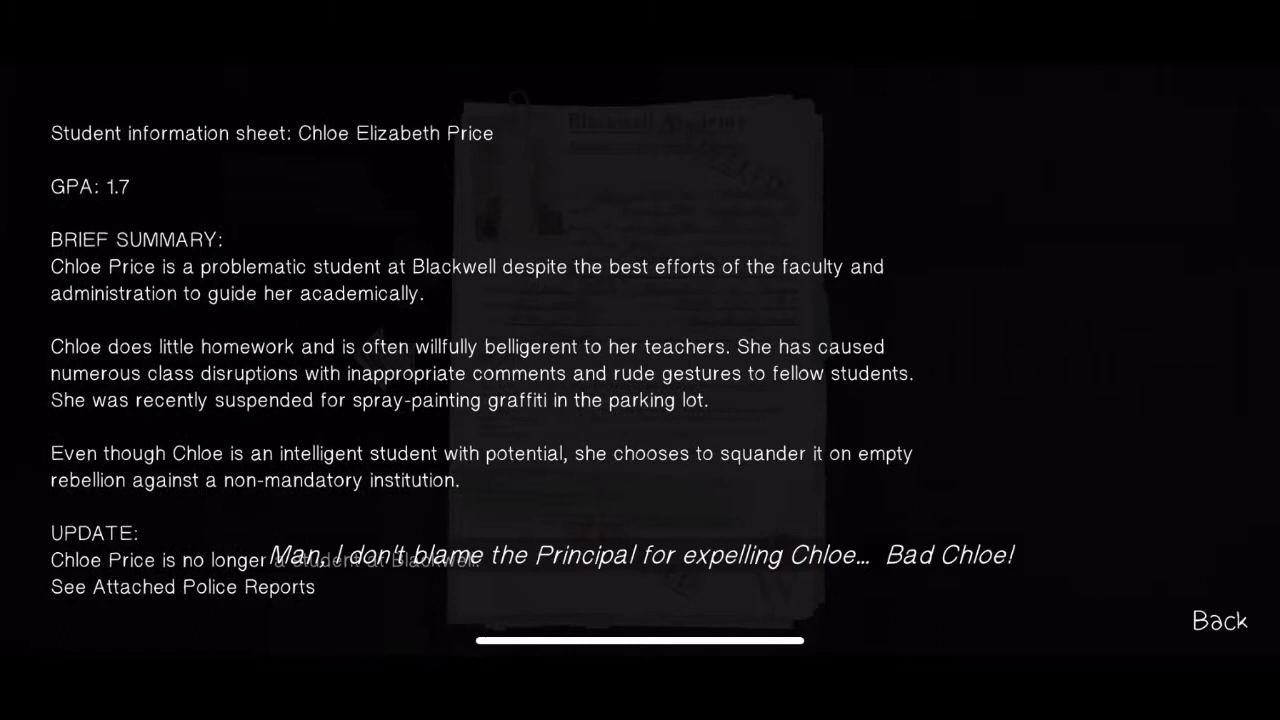 Student information sheet: Chloe Elizabeth Price
GPA: 1.7
BRIEF SUMMARY:
Chloe Price is a problematic student at Blackwell despite the best efforts of the faculty and
administration to guide her academically.
Chloe does little homework and is often willfully belligerent to her teachers. She has caused
numerous class disruptions with inappropriate comments and rude gestures to fellow students.
She was recently suspended for spray-painting graffiti in the parking lot.
Even though Chloe is an intelligent student with potential, she chooses to squander it on empty
rebellion against a non-mandatory institution.
UPDATE:
Chloe Price is no longer a student at Blackwell.
Man, I don't blame the Principal for expelling Chloe... Bad Chloe!
See Attached Police Reports
Back
Blackwell Academy